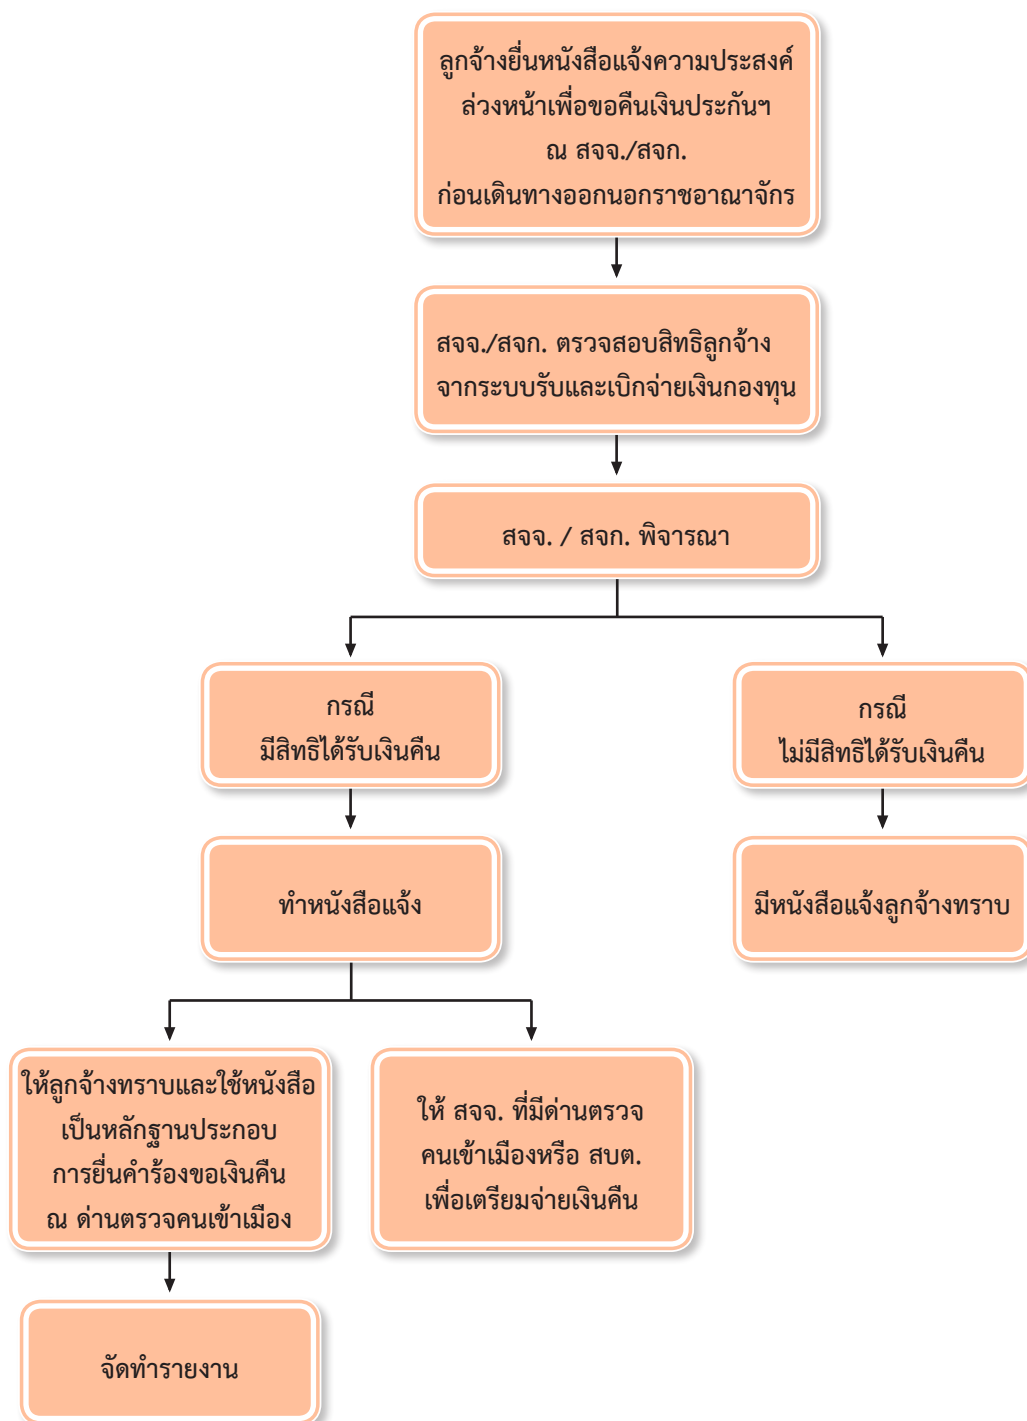 ลูกจ้างยื่นหนังสือแจ้งความประสงค์
ล่วงหน้าเพื่อขอคืนเงินประกันฯ
ณ สจจ./สจก.
ก่อนเดินทางออกนอกราชอาณาจักร
สจจ./สจก. ตรวจสอบสิทธิลูกจ้าง
จากระบบรับและเบิกจ่ายเงินกองทุน
สจจ. / สจก. พิจารณา
กรณี
มีสิทธิได้รับเงินคืน
กรณี
ไม่มีสิทธิได้รับเงินคืน
ทำหนังสือแจ้ง
มีหนังสือแจ้งลูกจ้างทราบ
ให้ลูกจ้างทราบและใช้หนังสือ
เป็นหลักฐานประกอบ
การยื่นคำร้องขอเงินคืน
ณ ด่านตรวจคนเข้าเมือง
ให้ สจจ. ที่มีด่านตรวจ
คนเข้าเมืองหรือ สบต.
เพื่อเตรียมจ่ายเงินคืน
จัดทำรายงาน